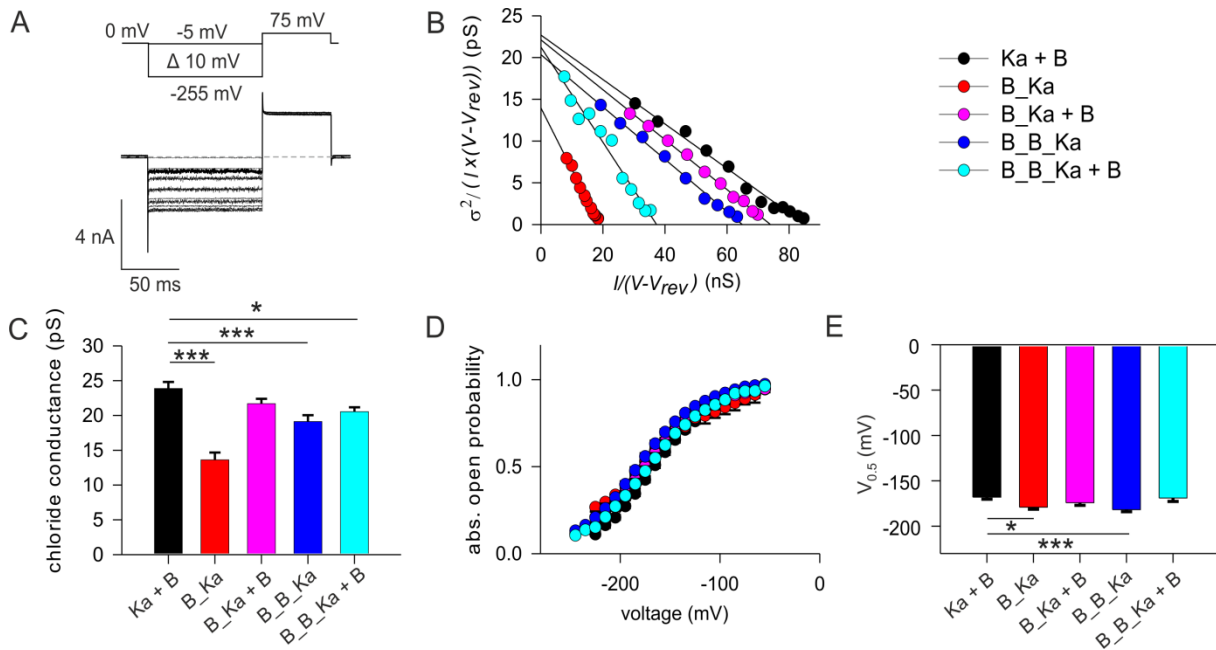 A
0 mV
-5 mV
75 mV
Δ 10 mV
-255 mV
4 nA
50 ms
B
σ²/(I x(V-Vrev)) (pS)
25
20
15
10
5
0
0 20 40 60 80 100
I/(V-Vrev) (nS)
Ka + B
B_Ka
B_Ka + B
B_B_Ka
B_B_Ka + B
C
chloride conductance (pS)
30
25
20
15
10
5
0
*
***
***
Ka + B
B_Ka
B_Ka + B
B_B_Ka
B_B_Ka + B
D
abs. open probability
1.0
0.5
0.0
-200 -100 0
voltage (mV)
E
V0.5 (mV)
0
-50
-100
-150
-200
*
***
Ka + B
B_Ka
B_Ka + B
B_B_Ka
B_B_Ka + B